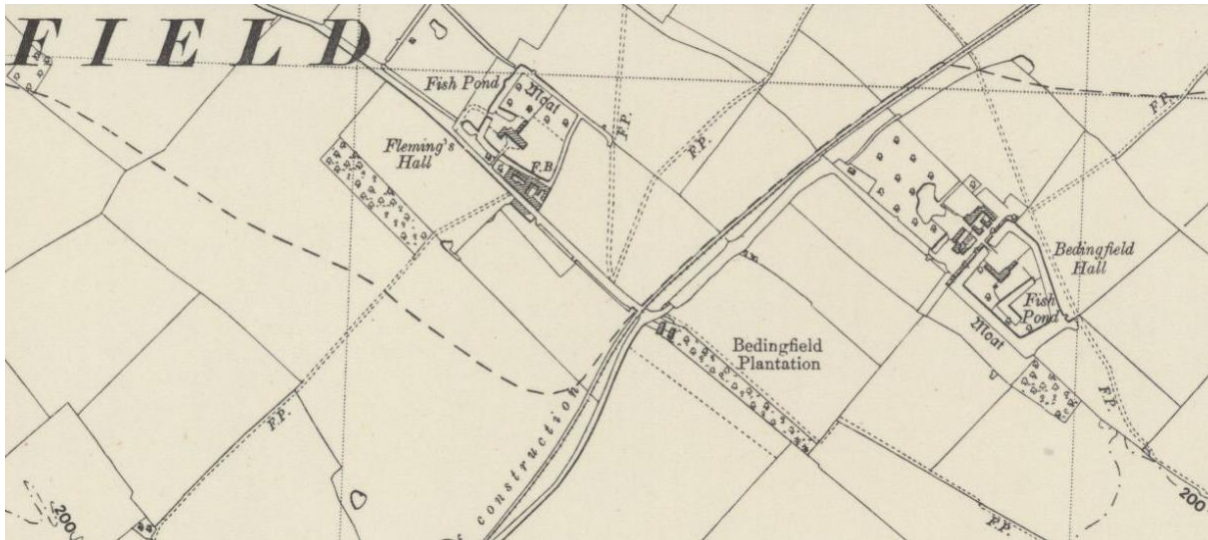 FIELD
Fish Pond
Moat
Fleming's
Hall
F.B
F.P.
F.P.
F.P.
Bedingfield
Hall
Fish
Pond
Moat
Bedingfield
Plantation
F.P.
F.P.
construction
200
200
F.P.